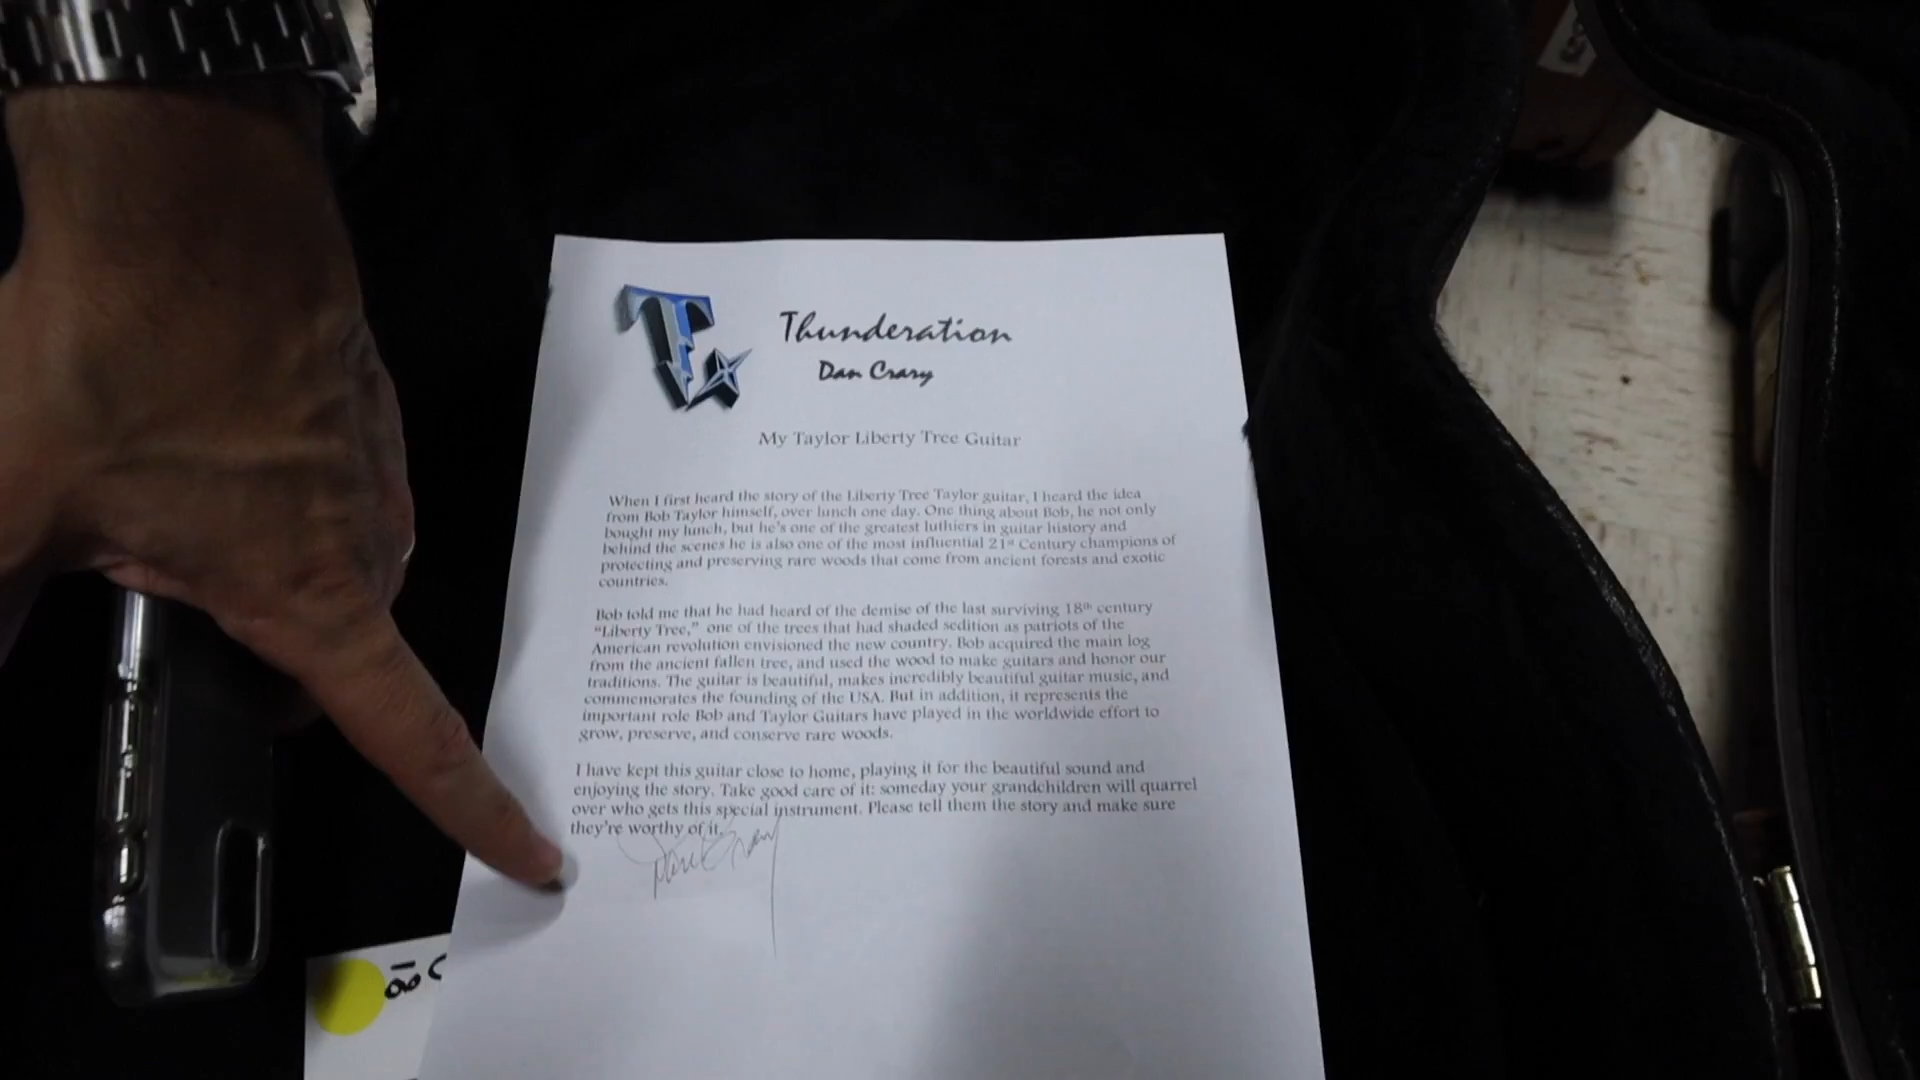 Thunderation
Dan Crary
My Taylor Liberty Tree Guitar
When I first heard the story of the Liberty Tree Taylor guitar, I heard the idea
from Bob Taylor himself, over lunch one day. One thing about Bob, he not only
bought my lunch, but he's one of the greatest luthiers in guitar history and
behind the scenes he is also one of the most influential 21st Century champions of
protecting and preserving rare woods that come from ancient forests and exotic
countries.
Bob told me that he had heard of the demise of the last surviving 18th century
“Liberty Tree,” one of the trees that had shaded sedition as patriots of the
American revolution envisioned the new country. Bob acquired the main log
from the ancient fallen tree, and used the wood to make guitars and honor our
traditions. The guitar is beautiful, makes incredibly beautiful guitar music, and
commemorates the founding of the USA. But in addition, it represents the
important role Bob and Taylor Guitars have played in the worldwide effort to
grow, preserve, and conserve rare woods.
I have kept this guitar close to home, playing it for the beautiful sound and
enjoying the story. Take good care of it: someday your grandchildren will quarrel
over who gets this special instrument. Please tell them the story and make sure
they're worthy of it.
Dan Crary